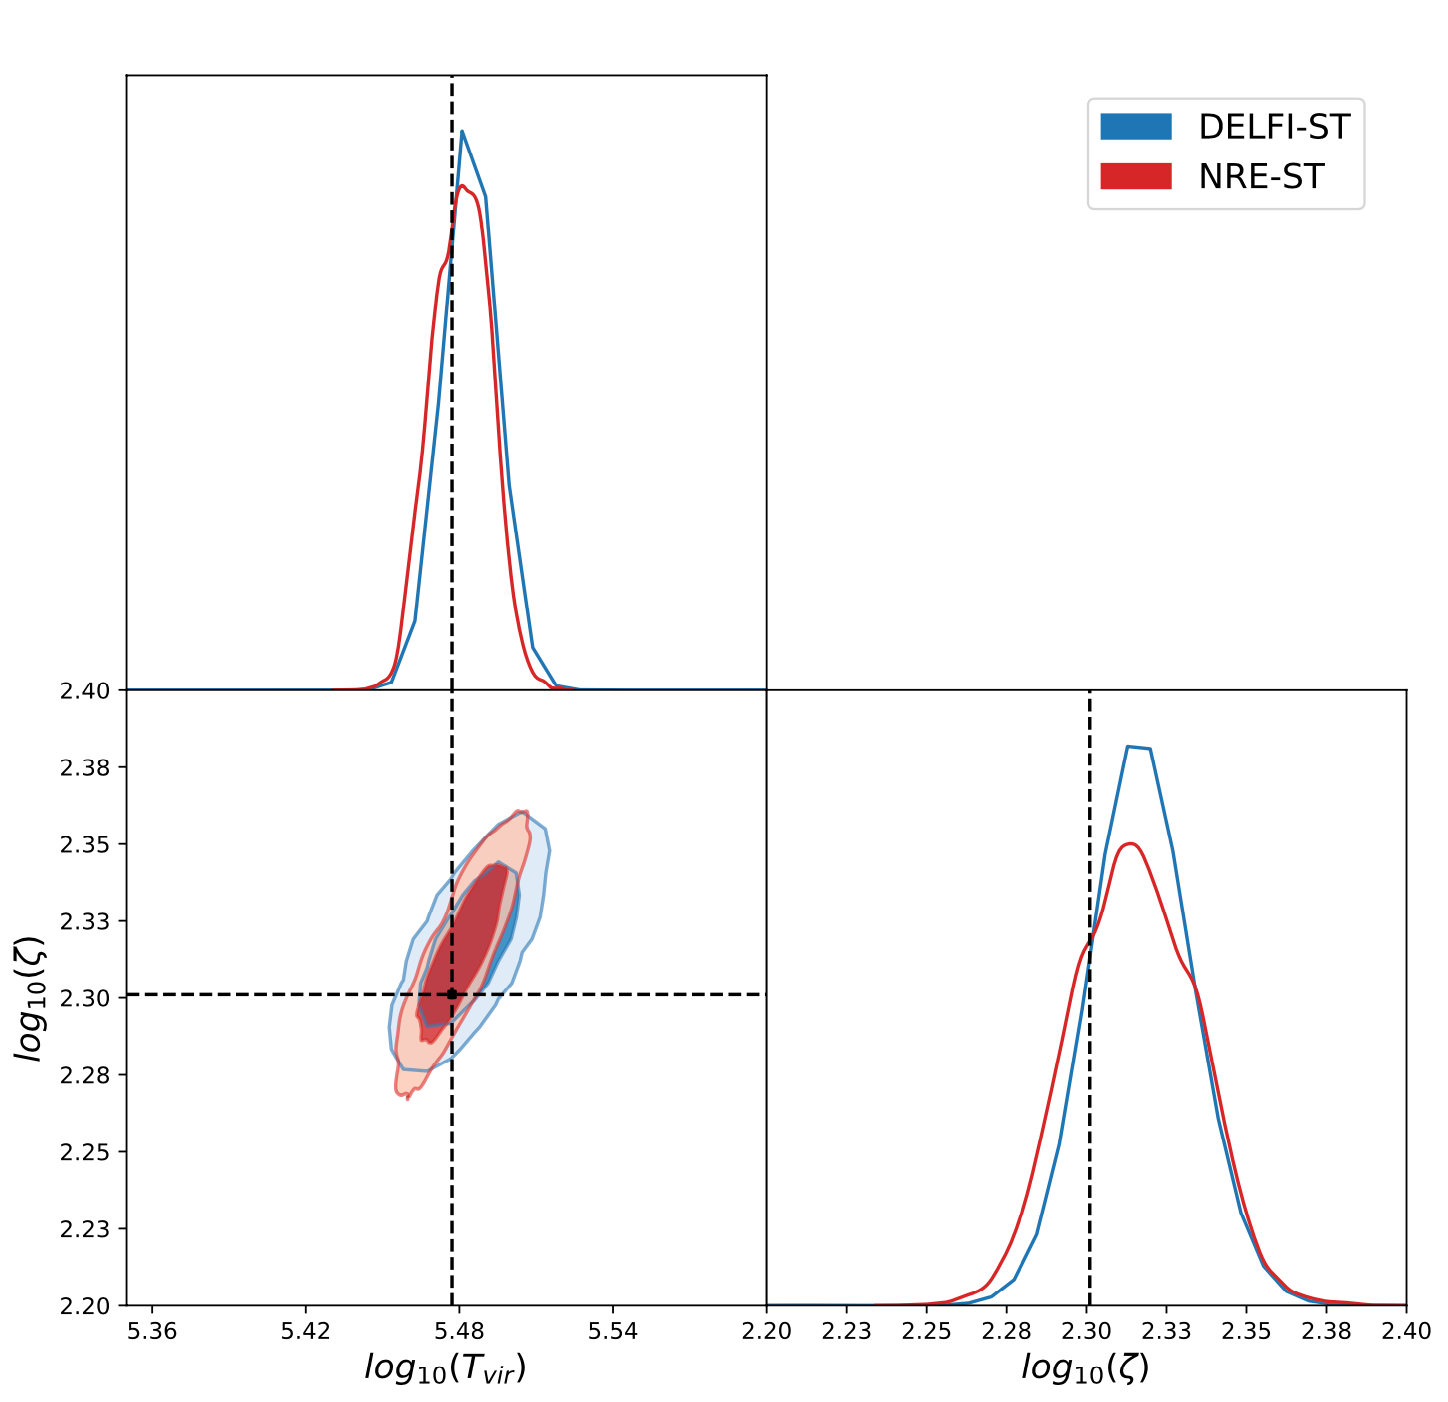 DELFI-ST
NRE-ST
2.40
2.38
2.35
2.33
2.30
2.28
2.25
2.23
2.20
log₁₀(ζ)
5.36 5.42 5.48 5.54
log₁₀(Tᵥᵢᵣ)
2.20 2.23 2.25 2.28 2.30 2.33 2.35 2.38 2.40
log₁₀(ζ)